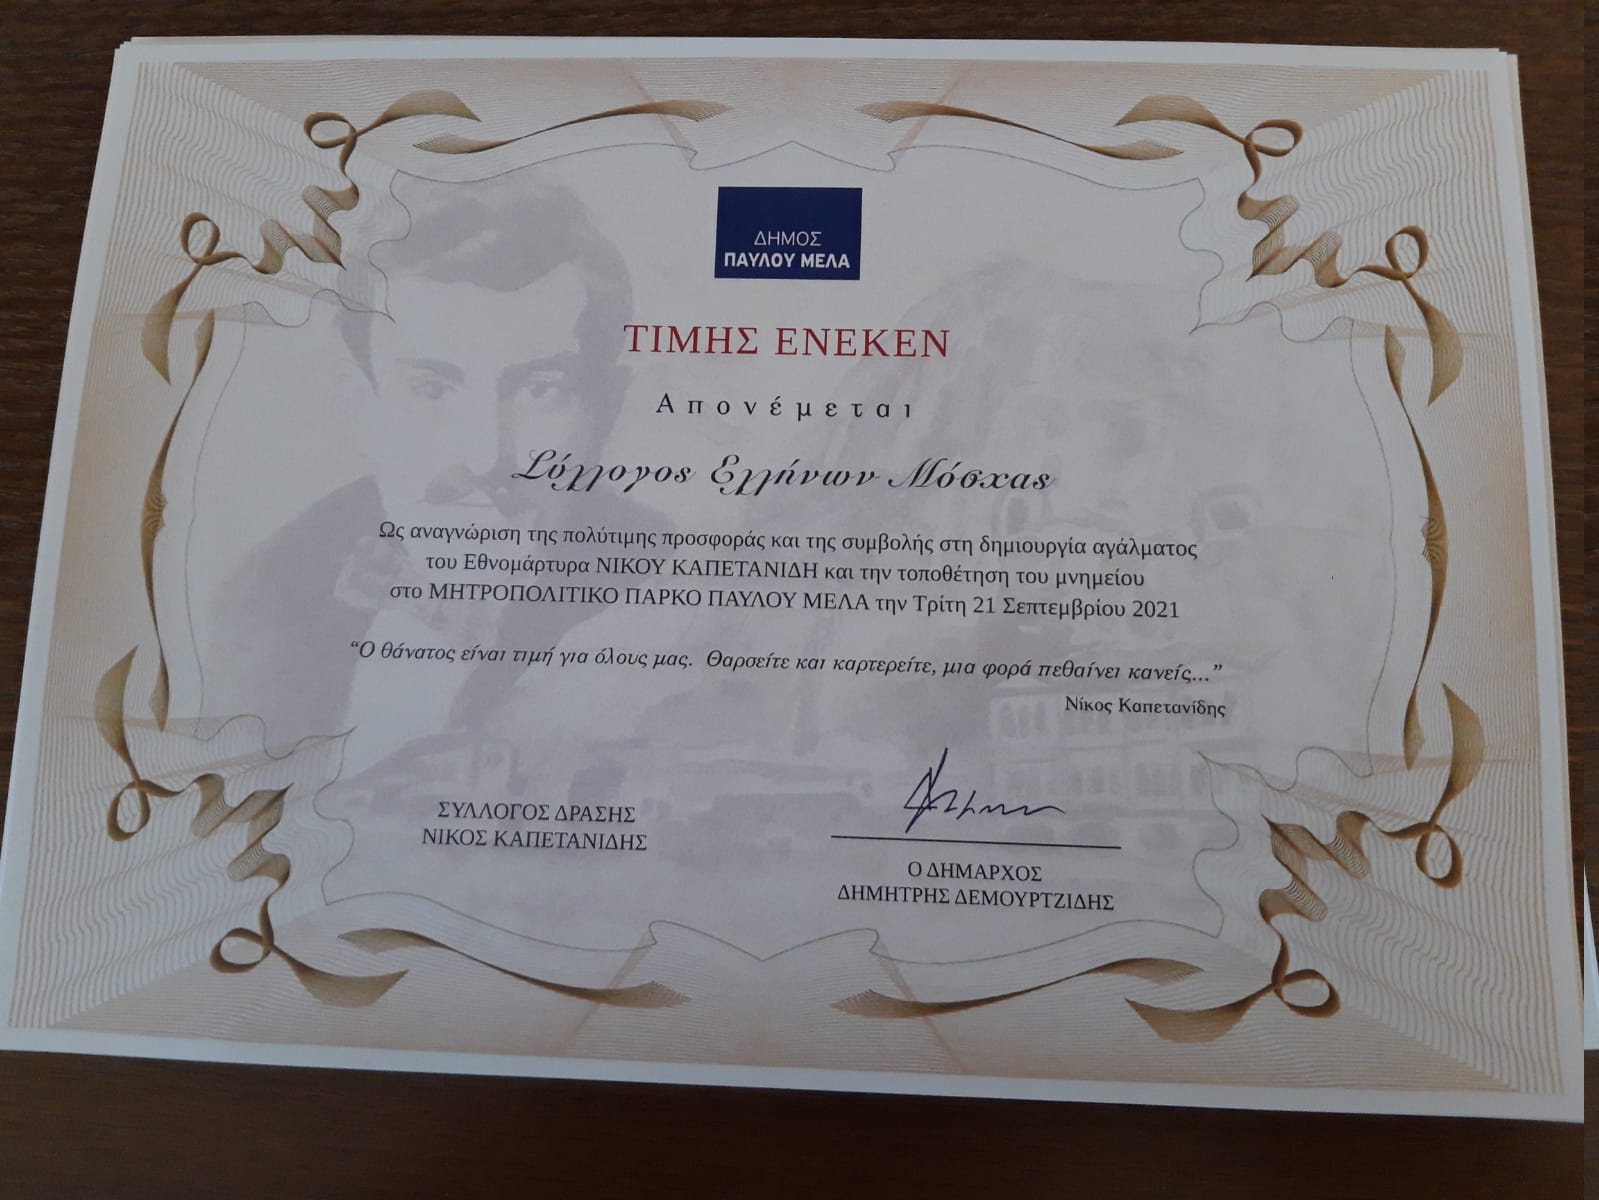 ΔΗΜΟΣ
ΠΑΥΛΟΥ ΜΕΛΑ
ΤΙΜΗΣ ΕΝΕΚΕΝ
Απονέμεται
Σύλλογος Ελλήνων Μόσχας
Ως αναγνώριση της πολύτιμης προσφοράς και της συμβολής στη δημιουργία αγάλματος
του Εθνομάρτυρα ΝΙΚΟΥ ΚΑΠΕΤΑΝΙΔΗ και την τοποθέτηση του μνημείου
στο ΜΗΤΡΟΠΟΛΙΤΙΚΟ ΠΑΡΚΟ ΠΑΥΛΟΥ ΜΕΛΑ την Τρίτη 21 Σεπτεμβρίου 2021
“Ο θάνατος είναι τιμή για όλους μας. Θαρσείτε και καρτερείτε, μια φορά πεθαίνει κανείς...”
Νίκος Καπετανίδης
ΣΥΛΛΟΓΟΣ ΔΡΑΣΗΣ
ΝΙΚΟΣ ΚΑΠΕΤΑΝΙΔΗΣ
Ο ΔΗΜΑΡΧΟΣ
ΔΗΜΗΤΡΗΣ ΔΕΜΟΥΡΤΖΙΔΗΣ